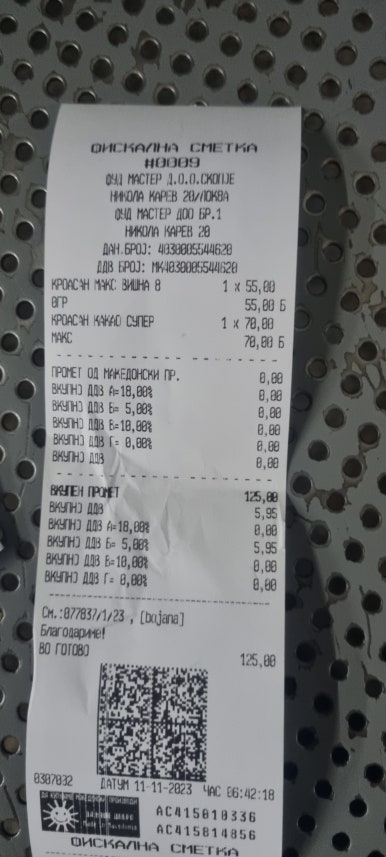 ФИСКАЛНА СМЕТКА
#0009
ФУД МАСТЕР Д.О.О.СКОПЈЕ
НИКОЛА КАРЕВ 20/ЛОК8А
ФУД МАСТЕР ДОО БР.1
НИКОЛА КАРЕВ 20
ДАН.БРОЈ: 4030005544620
ДДВ БРОЈ: МК4030005544620
КРОАСАН МАКС ВИШНА 8 1 x 55,00
0ГР 55,00 Б
КРОАСАН КАКАО СУПЕР 1 x 70,00
МАКС 70,00 Б
ПРОМЕТ ОД МАКЕДОНСКИ ПР. 0,00
ВКУПНО ДДВ А=18,00% 0,00
ВКУПНО ДДВ Б= 5,00% 0,00
ВКУПНО ДДВ В=10,00% 0,00
ВКУПНО ДДВ Г= 0,00% 0,00
ВКУПНО ДДВ 0,00
ВКУПЕН ПРОМЕТ 125,00
ВКУПНО ДДВ 5,95
ВКУПНО ДДВ А=18,00% 0,00
ВКУПНО ДДВ Б= 5,00% 5,95
ВКУПНО ДДВ В=10,00% 0,00
ВКУПНО ДДВ Г= 0,00% 0,00
См.:077837/1/23 , [bojana]
Благодариме!
ВО ГОТОВО 125,00
0307032 ДАТУМ 11-11-2023 ЧАС 06:42:18
AC415010336
AC415014856
ФИСКАЛНА СМЕТКА